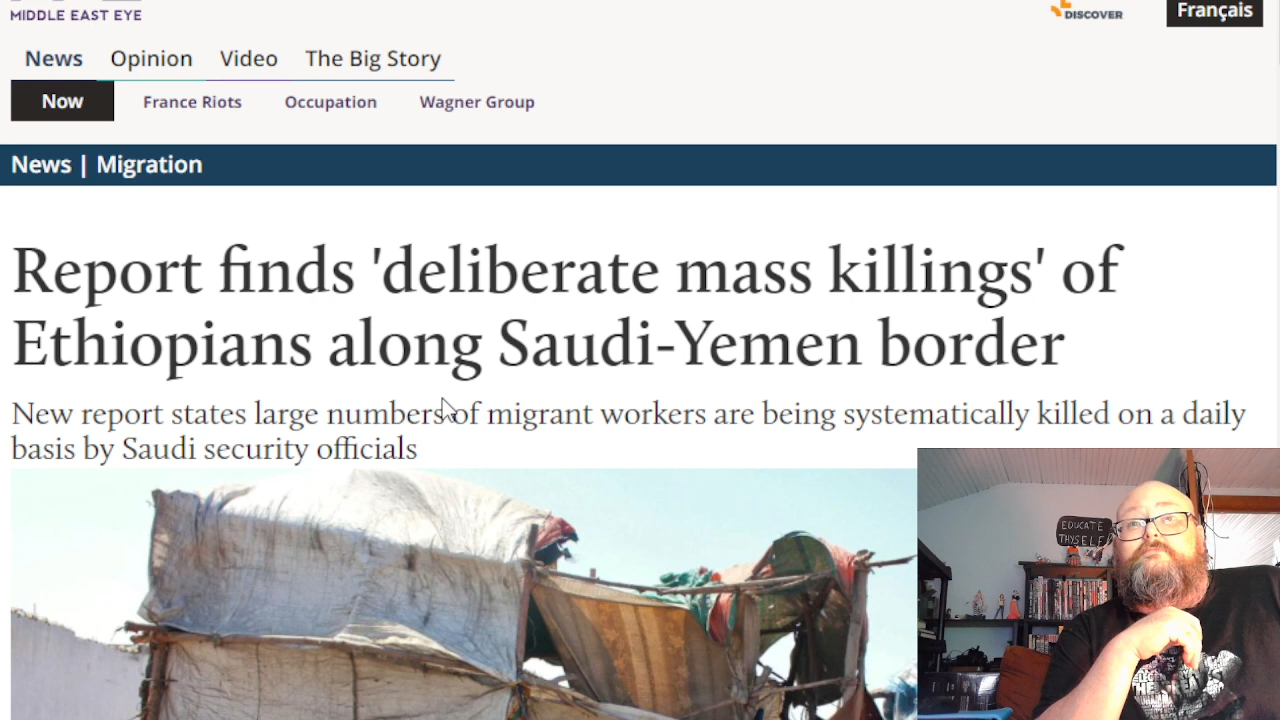 MIDDLE EAST EYE
DISCOVER
Français
News Opinion Video The Big Story
Now France Riots Occupation Wagner Group
News | Migration
Report finds 'deliberate mass killings' of
Ethiopians along Saudi-Yemen border
New report states large numbers of migrant workers are being systematically killed on a daily
basis by Saudi security officials
EDUCATE
THYSELF